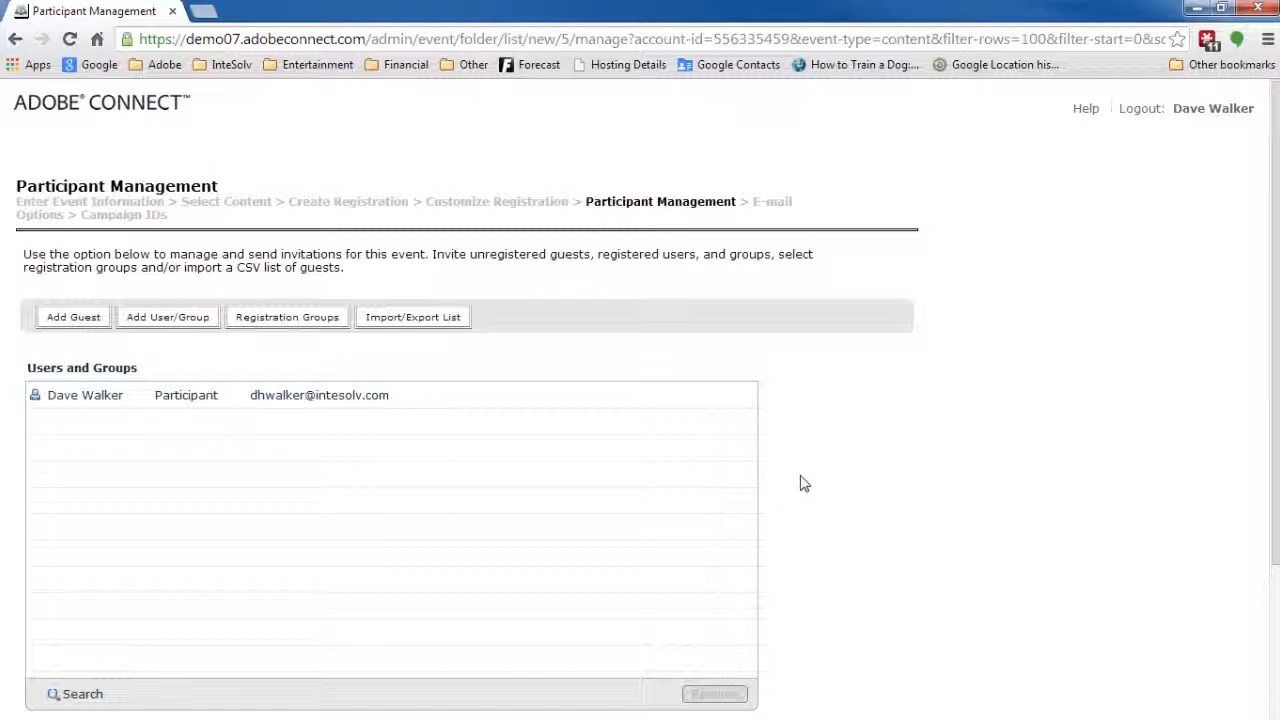 Participant Management
https://demo07.adobeconnect.com/admin/event/folder/list/new/5/manage?account-id=556335459&event-type=content&filter-rows=100&filter-start=0&sc
11
Apps Google Adobe InteSolv Entertainment Financial Other Forecast Hosting Details Google Contacts How to Train a Dog:... Google Location his... Other bookmarks
ADOBE® CONNECT™
Help Logout: Dave Walker
Participant Management
Enter Event Information > Select Content > Create Registration > Customize Registration > Participant Management > E-mail
Options > Campaign IDs
Use the option below to manage and send invitations for this event. Invite unregistered guests, registered users, and groups, select
registration groups and/or import a CSV list of guests.
Add Guest Add User/Group Registration Groups Import/Export List
Users and Groups
Dave Walker Participant dhwalker@intesolv.com
Search